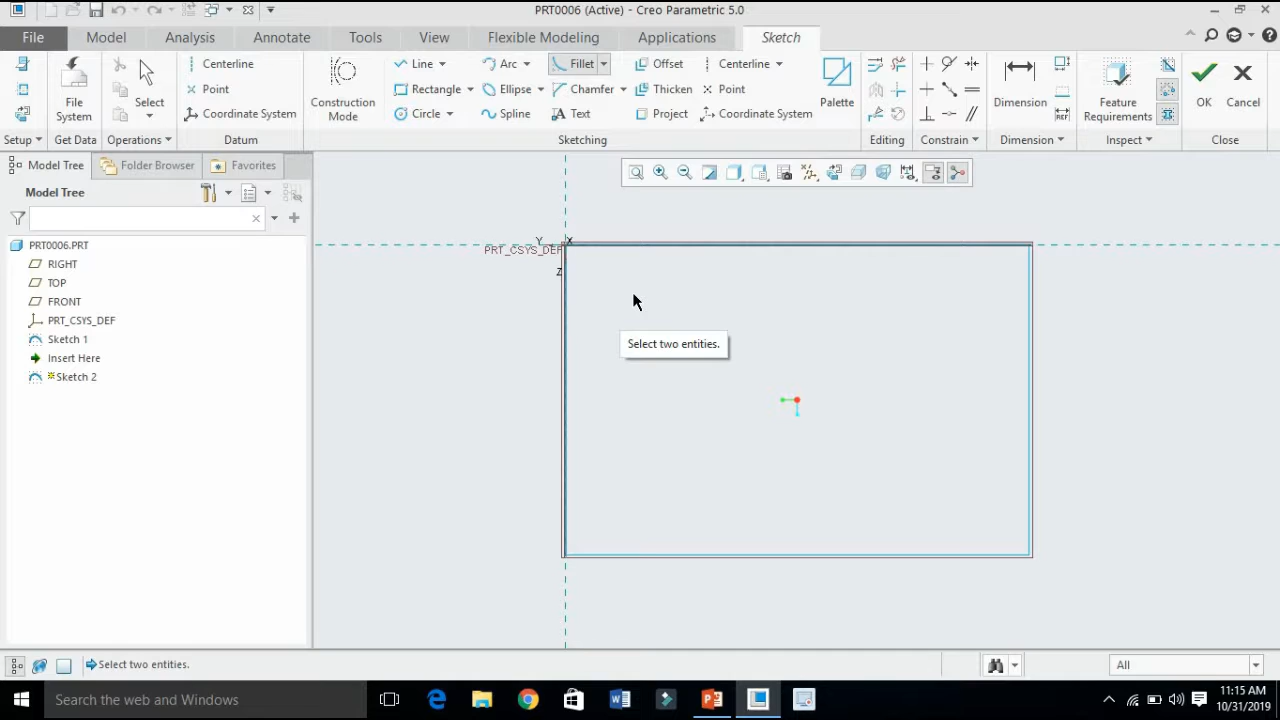 PRT0006 (Active) - Creo Parametric 5.0
File Model Analysis Annotate Tools View Flexible Modeling Applications Sketch
Centerline Line Arc Fillet Offset Centerline
Point Rectangle Ellipse Chamfer Thicken Point
Coordinate System Circle Spline Text Project Coordinate System
File System
Select
Construction Mode
Palette
Dimension
Feature Requirements
OK Cancel
Setup Get Data Operations Datum Sketching Editing Constrain Dimension Inspect Close
Model Tree Folder Browser Favorites
Model Tree
PRT0006.PRT
RIGHT
TOP
FRONT
PRT_CSYS_DEF
Sketch 1
Insert Here
Sketch 2
Y X
PRT_CSYS_DEF
Z
Select two entities.
Select two entities.
All
Search the web and Windows
11:15 AM
10/31/2019